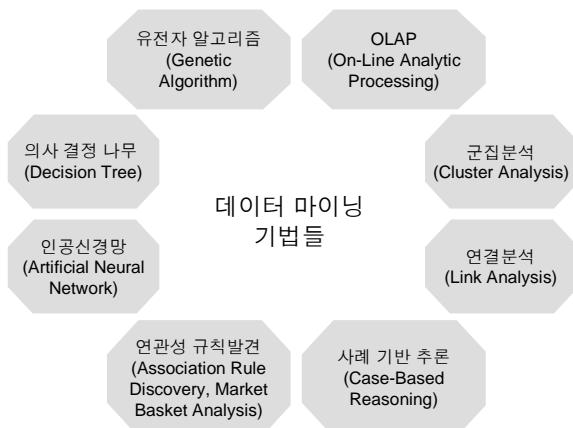 유전자 알고리즘
(Genetic
Algorithm)
OLAP
(On-Line Analytic
Processing)
의사 결정 나무
(Decision Tree)
군집분석
(Cluster Analysis)
데이터 마이닝
기법들
인공신경망
(Artificial Neural
Network)
연결분석
(Link Analysis)
연관성 규칙발견
(Association Rule
Discovery, Market
Basket Analysis)
사례 기반 추론
(Case-Based
Reasoning)